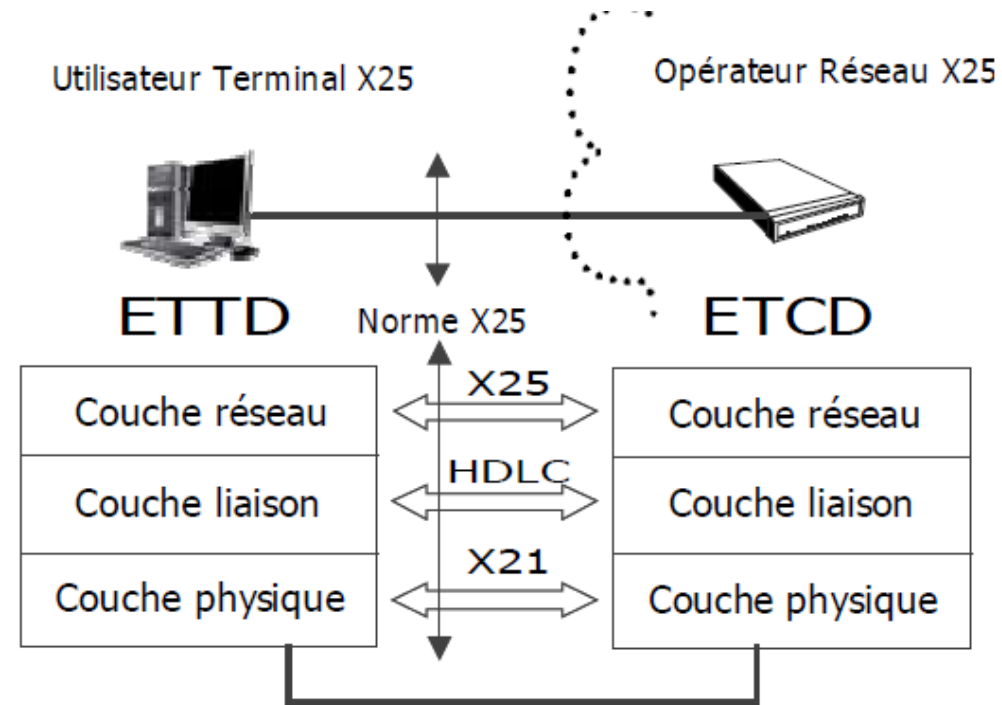 Utilisateur Terminal X25
Opérateur Réseau X25
ETTD
Norme X25
ETCD
X25
Couche réseau
Couche réseau
HDLC
Couche liaison
Couche liaison
X21
Couche physique
Couche physique